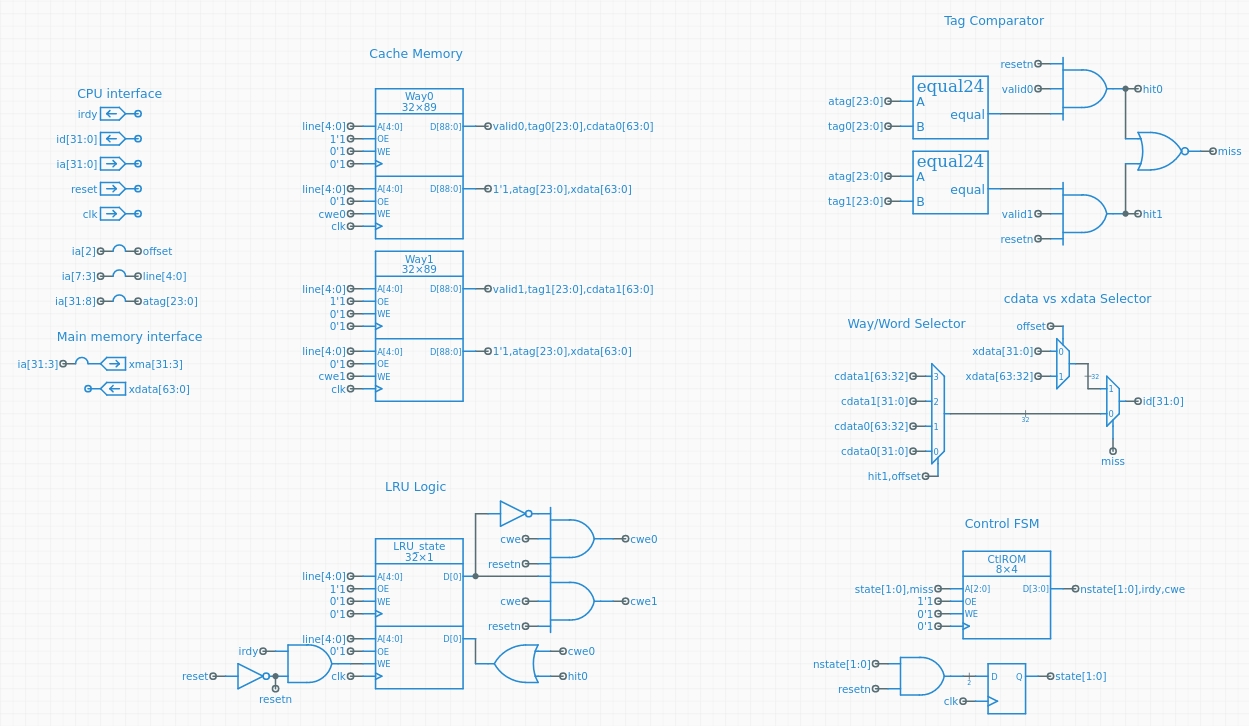 Tag Comparator
Cache Memory
CPU interface
irdy
id[31:0]
ia[31:0]
reset
clk
ia[2]
offset
ia[7:3]
line[4:0]
ia[31:8]
atag[23:0]
Main memory interface
ia[31:3]
xma[31:3]
xdata[63:0]
Way0
32×89
line[4:0]
A[4:0]
D[88:0]
valid0,tag0[23:0],cdata0[63:0]
1'1
OE
0'1
WE
0'1
line[4:0]
A[4:0]
D[88:0]
1'1,atag[23:0],xdata[63:0]
0'1
OE
cwe0
WE
clk
Way1
32×89
line[4:0]
A[4:0]
D[88:0]
valid1,tag1[23:0],cdata1[63:0]
1'1
OE
0'1
WE
0'1
line[4:0]
A[4:0]
D[88:0]
1'1,atag[23:0],xdata[63:0]
0'1
OE
cwe1
WE
clk
resetn
valid0
hit0
equal24
atag[23:0]
A
equal
tag0[23:0]
B
miss
equal24
atag[23:0]
A
equal
tag1[23:0]
B
valid1
hit1
resetn
cdata vs xdata Selector
Way/Word Selector
offset
xdata[31:0]
0
xdata[63:32]
1
32
cdata1[63:32]
3
cdata1[31:0]
2
cdata0[63:32]
1
cdata0[31:0]
0
hit1,offset
32
1
0
id[31:0]
miss
LRU Logic
cwe
cwe0
resetn
LRU_state
32×1
line[4:0]
A[4:0]
D[0]
1'1
OE
0'1
WE
0'1
cwe
cwe1
resetn
line[4:0]
A[4:0]
D[0]
0'1
OE
WE
clk
irdy
reset
resetn
cwe0
hit0
Control FSM
CtlROM
8×4
state[1:0],miss
A[2:0]
D[3:0]
nstate[1:0],irdy,cwe
1'1
OE
0'1
WE
0'1
nstate[1:0]
resetn
2
D
Q
state[1:0]
clk